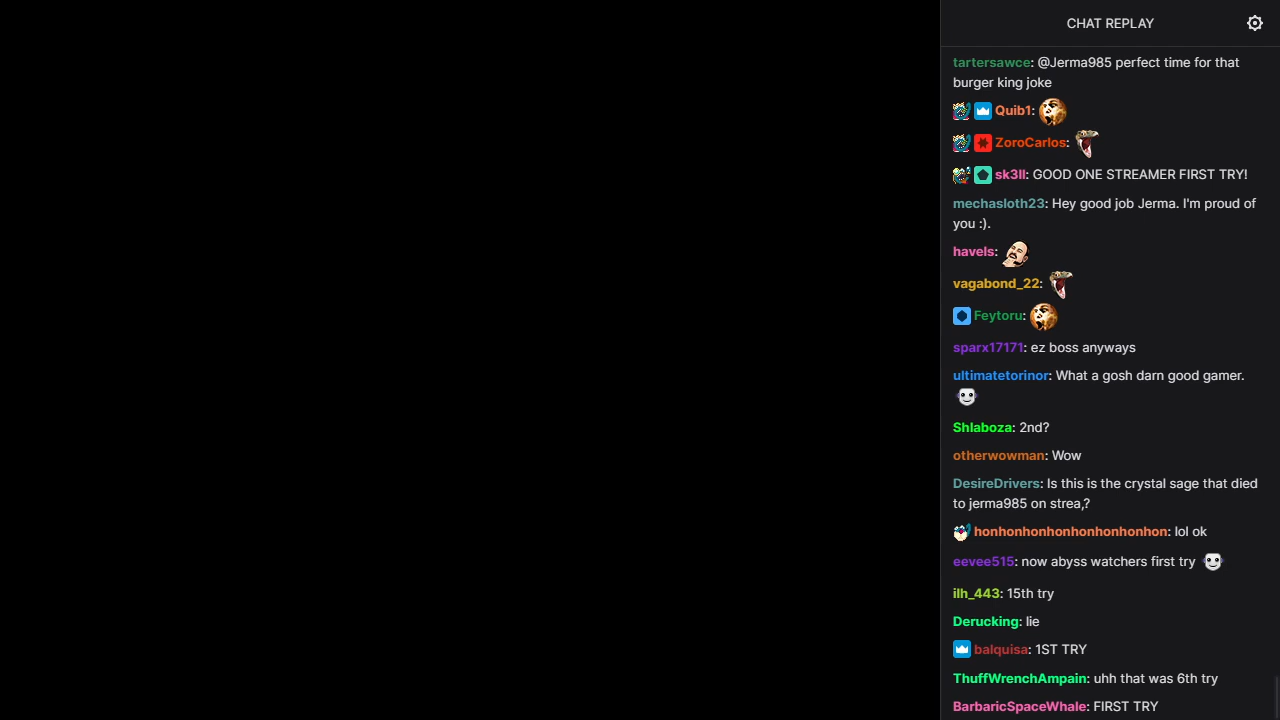 CHAT REPLAY
tartersawce: @Jerma985 perfect time for that
burger king joke
Quib1:
ZoroCarlos:
sk3ll: GOOD ONE STREAMER FIRST TRY!
mechasloth23: Hey good job Jerma. I'm proud of
you :).
havels:
vagabond_22:
Feytoru:
sparx17171: ez boss anyways
ultimatetorinor: What a gosh darn good gamer.
Shlaboza: 2nd?
otherwowman: Wow
DesireDrivers: Is this is the crystal sage that died
to jerma985 on strea,?
honhonhonhonhonhonhonhon: lol ok
eevee515: now abyss watchers first try
ilh_443: 15th try
Derucking: lie
balquisa: 1ST TRY
ThuffWrenchAmpain: uhh that was 6th try
BarbaricSpaceWhale: FIRST TRY